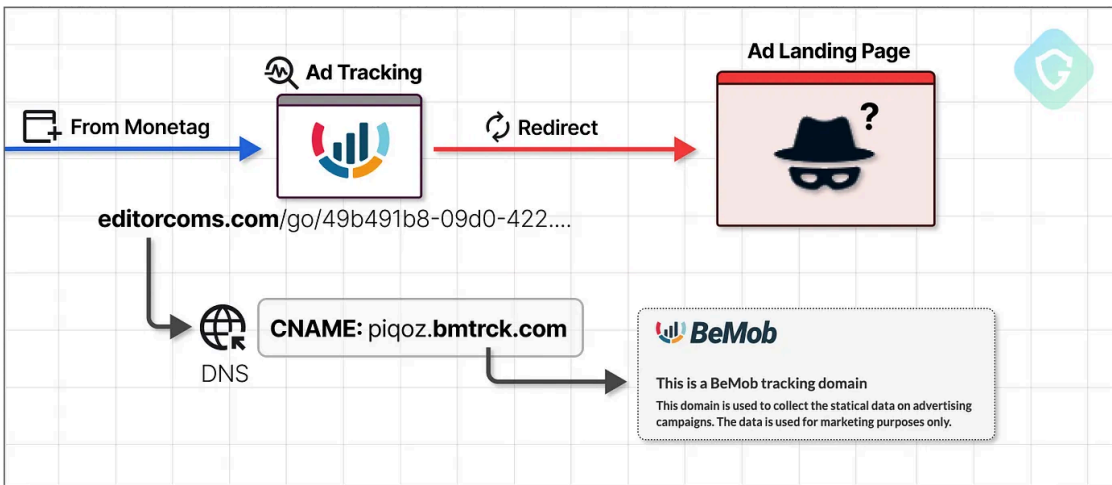 Ad Landing Page
Ad Tracking
?
From Monetag
Redirect
editorcoms.com/go/49b491b8-09d0-422....
CNAME: piqoz.bmtrck.com
DNS
BeMob
This is a BeMob tracking domain
This domain is used to collect the statical data on advertising
campaigns. The data is used for marketing purposes only.